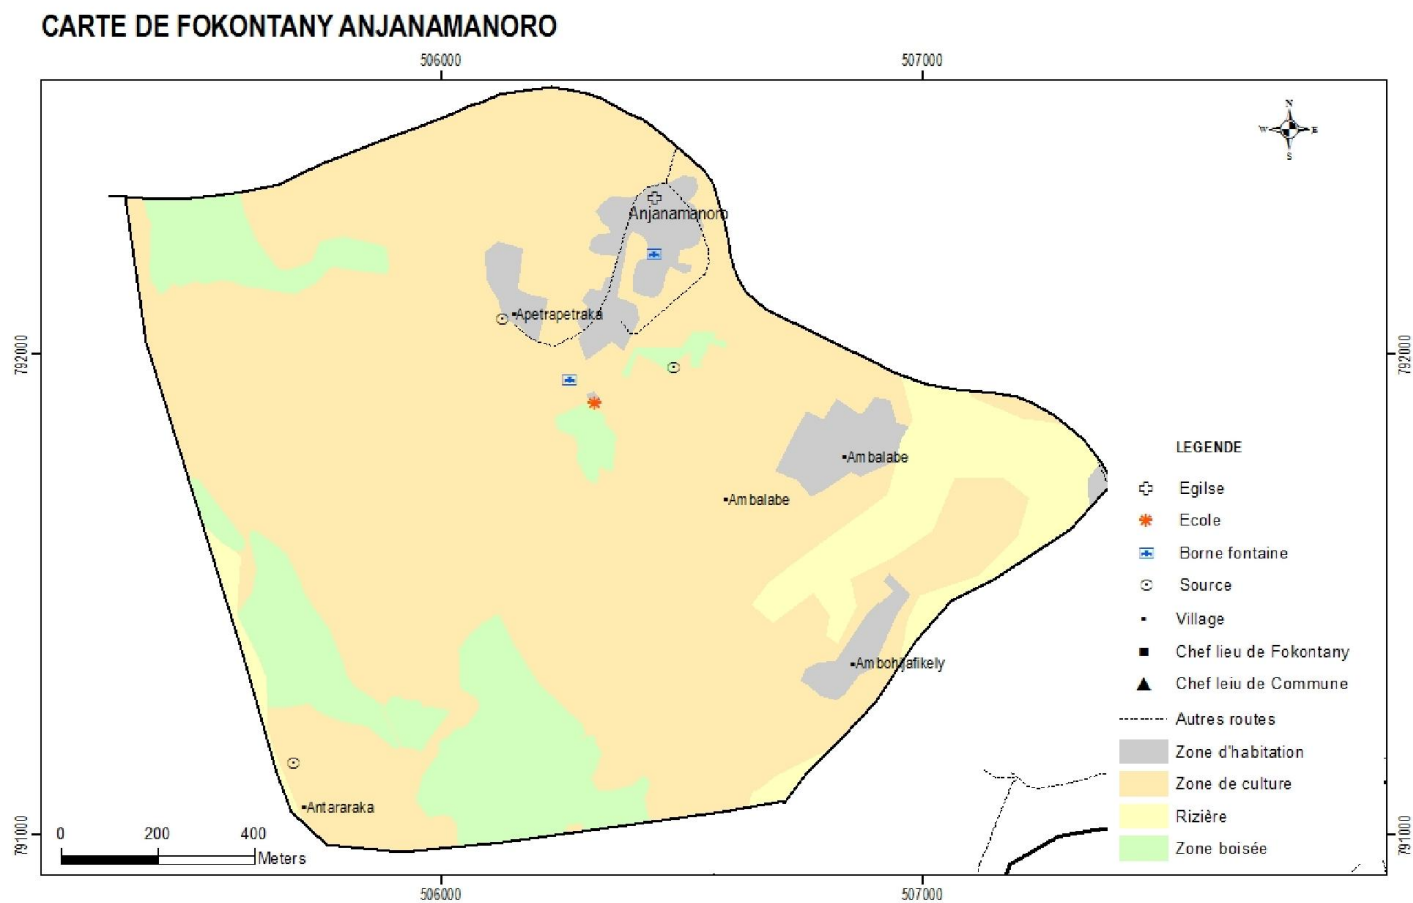 CARTE DE FOKONTANY ANJANAMANORO
506000 507000
N
W E
S
Anjanamanoro
Apetrapetraka
792000 792000
Ambalabe
Ambalabe
Ambohijafikely
Antararaka
791000 791000
0 200 400
Meters
506000 507000
LEGENDE
Egilse
Ecole
Borne fontaine
Source
Village
Chef lieu de Fokontany
Chef leiu de Commune
Autres routes
Zone d'habitation
Zone de culture
Rizière
Zone boisée